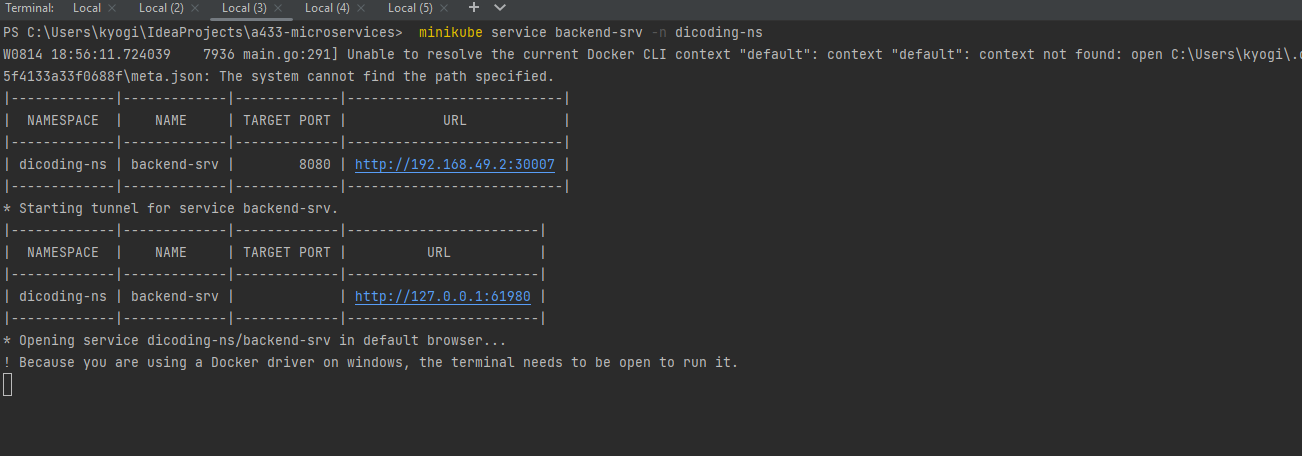 Terminal: Local × Local (2) × Local (3) × Local (4) × Local (5) × +
PS C:\Users\kyogi\IdeaProjects\a433-microservices> minikube service backend-srv -n dicoding-ns
W0814 18:56:11.724039    7936 main.go:291] Unable to resolve the current Docker CLI context "default": context "default": context not found: open C:\Users\kyogi\.
5f4133a33f0688f\meta.json: The system cannot find the path specified.
|-------------|-------------|-------------|---------------------------|
|  NAMESPACE  |    NAME     | TARGET PORT |            URL            |
|-------------|-------------|-------------|---------------------------|
| dicoding-ns | backend-srv |        8080 | http://192.168.49.2:30007 |
|-------------|-------------|-------------|---------------------------|
* Starting tunnel for service backend-srv.
|-------------|-------------|-------------|------------------------|
|  NAMESPACE  |    NAME     | TARGET PORT |          URL           |
|-------------|-------------|-------------|------------------------|
| dicoding-ns | backend-srv |             | http://127.0.0.1:61980 |
|-------------|-------------|-------------|------------------------|
* Opening service dicoding-ns/backend-srv in default browser...
! Because you are using a Docker driver on windows, the terminal needs to be open to run it.